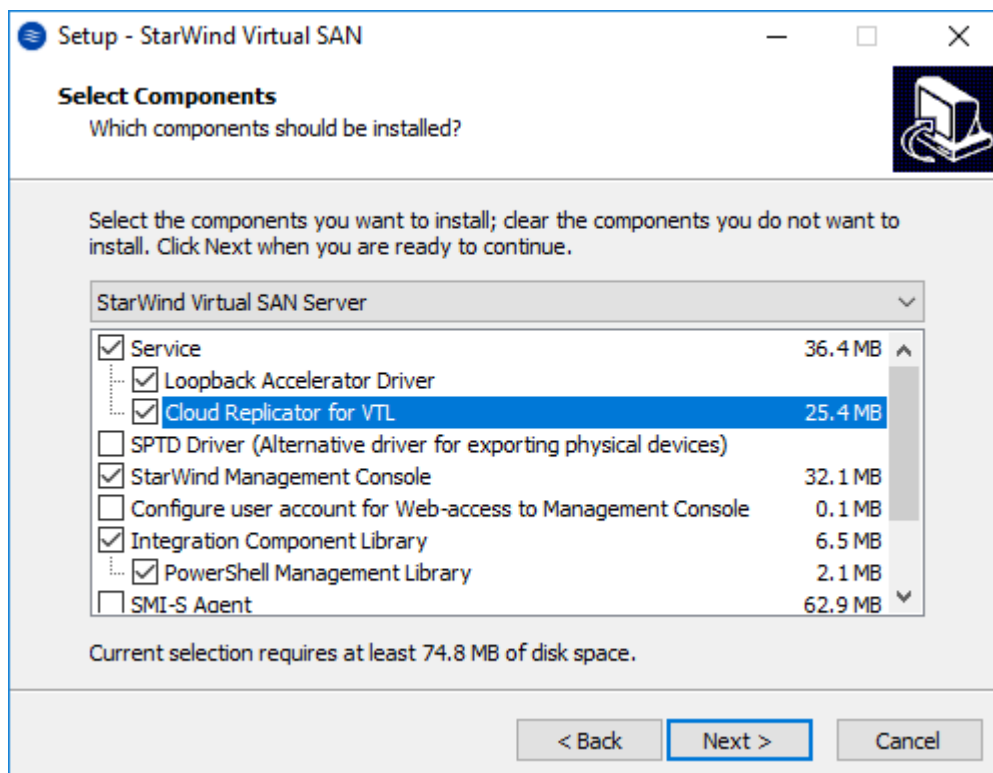 Setup - StarWind Virtual SAN
Select Components
Which components should be installed?
Select the components you want to install; clear the components you do not want to
install. Click Next when you are ready to continue.
StarWind Virtual SAN Server
Service 36.4 MB
Loopback Accelerator Driver
Cloud Replicator for VTL 25.4 MB
SPTD Driver (Alternative driver for exporting physical devices)
StarWind Management Console 32.1 MB
Configure user account for Web-access to Management Console 0.1 MB
Integration Component Library 6.5 MB
PowerShell Management Library 2.1 MB
SMI-S Agent 62.9 MB
Current selection requires at least 74.8 MB of disk space.
< Back Next > Cancel